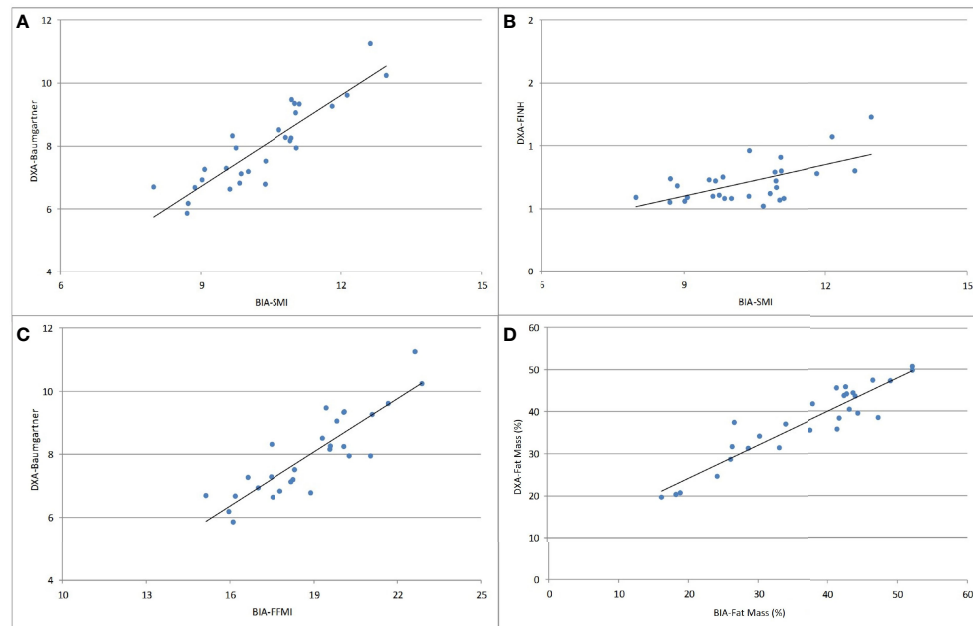 A
12
10
8
6
4
DXA-Baumgartner
6 9 12 15
BIA-SMI
B
2
2
1
1
0
DXA-FINH
9 12 15
BIA-SMI
C
12
10
8
6
4
DXA-Baumgartner
10 13 16 19 22 25
BIA-FFMI
D
60
50
40
30
20
10
0
DXA-Fat Mass (%)
0 10 20 30 40 50 60
BIA-Fat Mass (%)